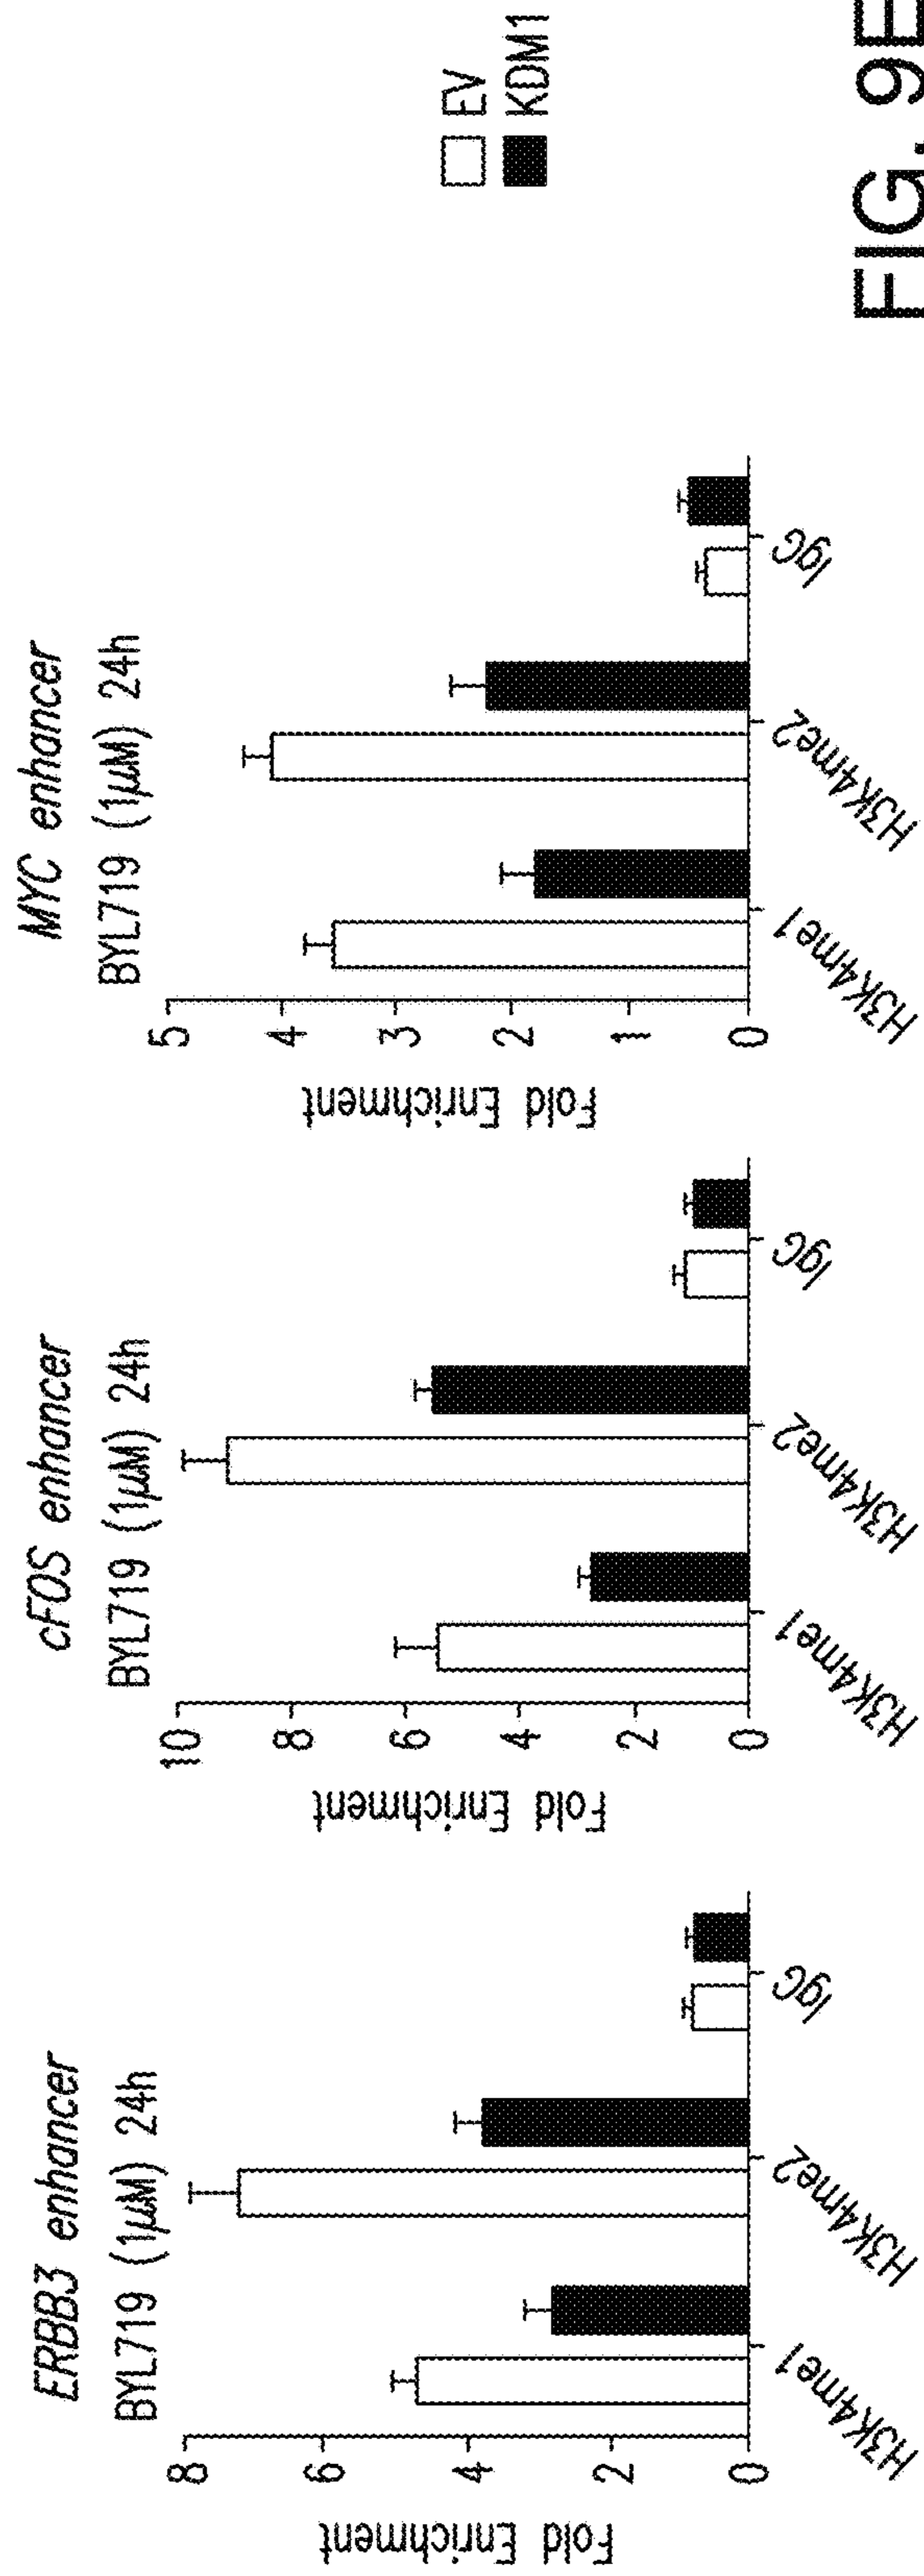 ERBB3 enhancer
BYL719 (1μM) 24h
Fold Enrichment
8
6
4
2
0
H3K4me1
H3K4me2
IgG
cFOS enhancer
BYL719 (1μM) 24h
Fold Enrichment
10
8
6
4
2
0
H3K4me1
H3K4me2
IgG
MYC enhancer
BYL719 (1μM) 24h
Fold Enrichment
5
4
3
2
1
0
H3K4me1
H3K4me2
IgG
EV
KDM1
FIG. 9E